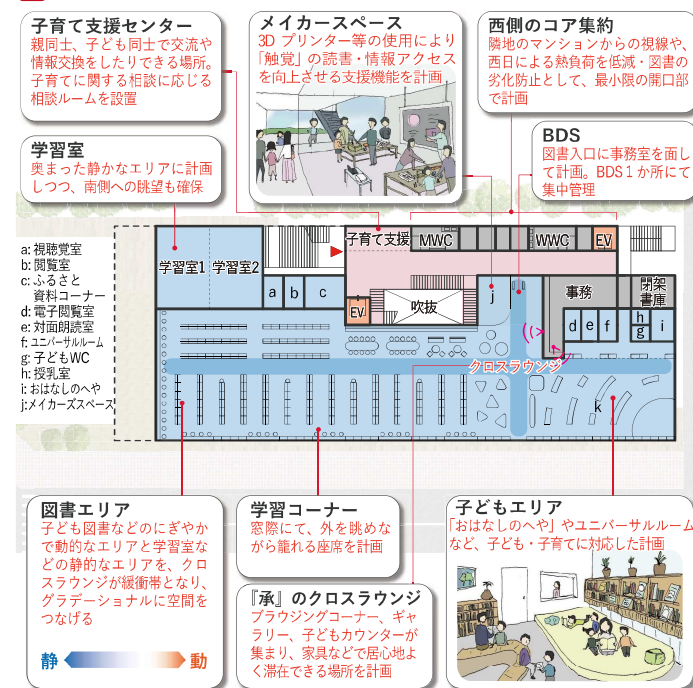 子育て支援センター
親同士、子ども同士で交流や
情報交換をしたりできる場所。
子育てに関する相談に応じる
相談ルームを設置
メイカースペース
3D プリンター等の使用により
「触覚」の読書・情報アクセス
を向上させる支援機能を計画
西側のコア集約
隣地のマンションからの視線や、
西日による熱負荷を低減・図書の
劣化防止として、最小限の開口部
で計画
学習室
奥まった静かなエリアに計画
しつつ、南側への眺望も確保
BDS
図書入口に事務室を面し
て計画。BDS１か所にて
集中管理
a: 視聴覚室
b: 閲覧室
c: ふるさと
資料コーナー
d: 電子閲覧室
e: 対面朗読室
f: ユニバーサルルーム
g: 子どもWC
h: 授乳室
i: おはなしのへや
j:メイカーズスペース
学習室1
学習室2
a
b
c
子育て支援
MWC
WWC
EV
EV
吹抜
j
事務
閉架
書庫
d
e
f
h
g
i
クロスラウンジ
k
図書エリア
子ども図書などのにぎやか
で動的なエリアと学習室な
どの静的なエリアを、クロ
スラウンジが緩衝帯となり、
グラデーショナルに空間を
つなげる
静
動
学習コーナー
窓際にて、外を眺めな
がら籠れる座席を計画
『承』のクロスラウンジ
ブラウジングコーナー、ギャ
ラリー、子どもカウンターが
集まり、家具などで居心地よ
く滞在できる場所を計画
子どもエリア
「おはなしのへや」やユニバーサルルーム
など、子ども・子育てに対応した計画